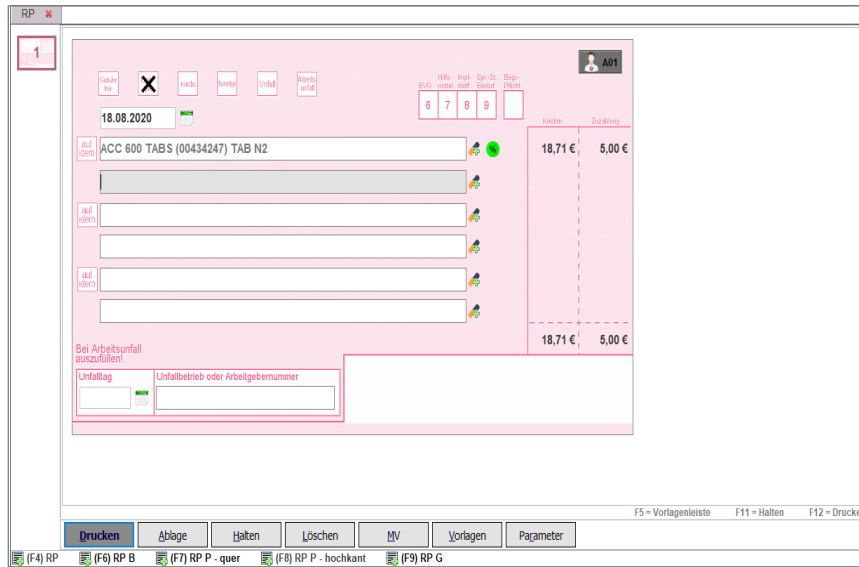 RP
1
A01
Gebühr frei
noctu
Sonstige
Unfall
Arbeits- unfall
BVG
Hilfs- mittel
Impf- stoff
Spr-St. Bedarf
Begr.- Pflicht
6 7 8 9
18.08.2020
Kosten Zuzahlung
aut idem
ACC 600 TABS (00434247) TAB N2
%
18,71 € 5,00 €
aut idem
aut idem
18,71 € 5,00 €
Bei Arbeitsunfall
auszufüllen!
Unfalltag Unfallbetrieb oder Arbeitgebernummer
F5 = Vorlagenleiste F11 = Halten F12 = Drucke
Drucken Ablage Halten Löschen MV Vorlagen Parameter
(F4) RP (F6) RP B (F7) RP P - quer (F8) RP P - hochkant (F9) RP G